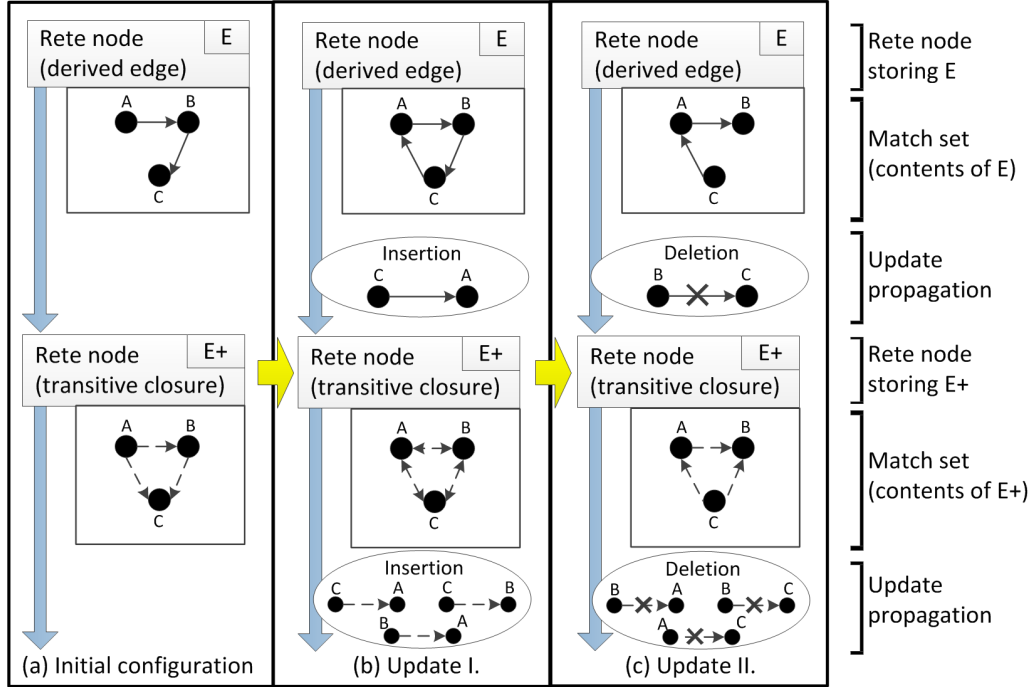 Rete node
(derived edge)
E
A
B
C
Rete node
(transitive closure)
E+
A
B
C
(a) Initial configuration
Rete node
(derived edge)
E
A
B
C
Insertion
C
A
Rete node
(transitive closure)
E+
A
B
C
Insertion
C
A
C
B
B
A
(b) Update I.
Rete node
(derived edge)
E
A
B
C
Deletion
B
C
Rete node
(transitive closure)
E+
A
B
C
Deletion
B
A
B
C
A
C
(c) Update II.
Rete node
storing E
Match set
(contents of E)
Update
propagation
Rete node
storing E+
Match set
(contents of E+)
Update
propagation